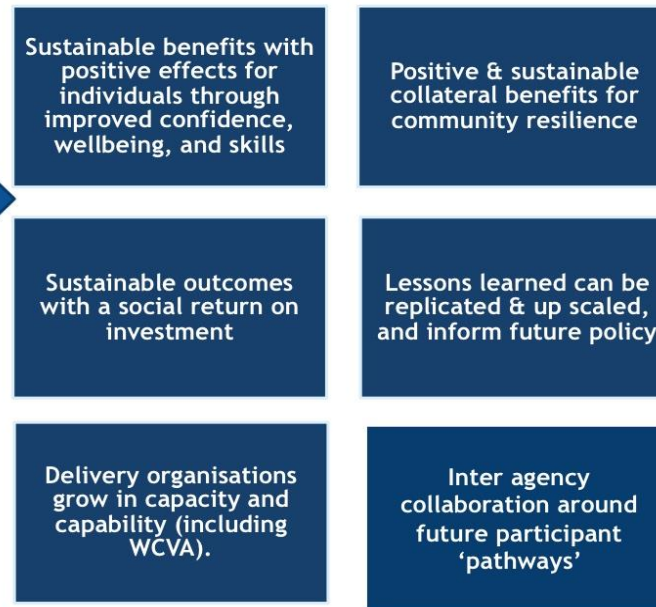 Sustainable benefits with
positive effects for
individuals through
improved confidence,
wellbeing, and skills
Positive & sustainable
collateral benefits for
community resilience
Sustainable outcomes
with a social return on
investment
Lessons learned can be
replicated & up scaled,
and inform future policy
Delivery organisations
grow in capacity and
capability (including
WCVA).
Inter agency
collaboration around
future participant
‘pathways’